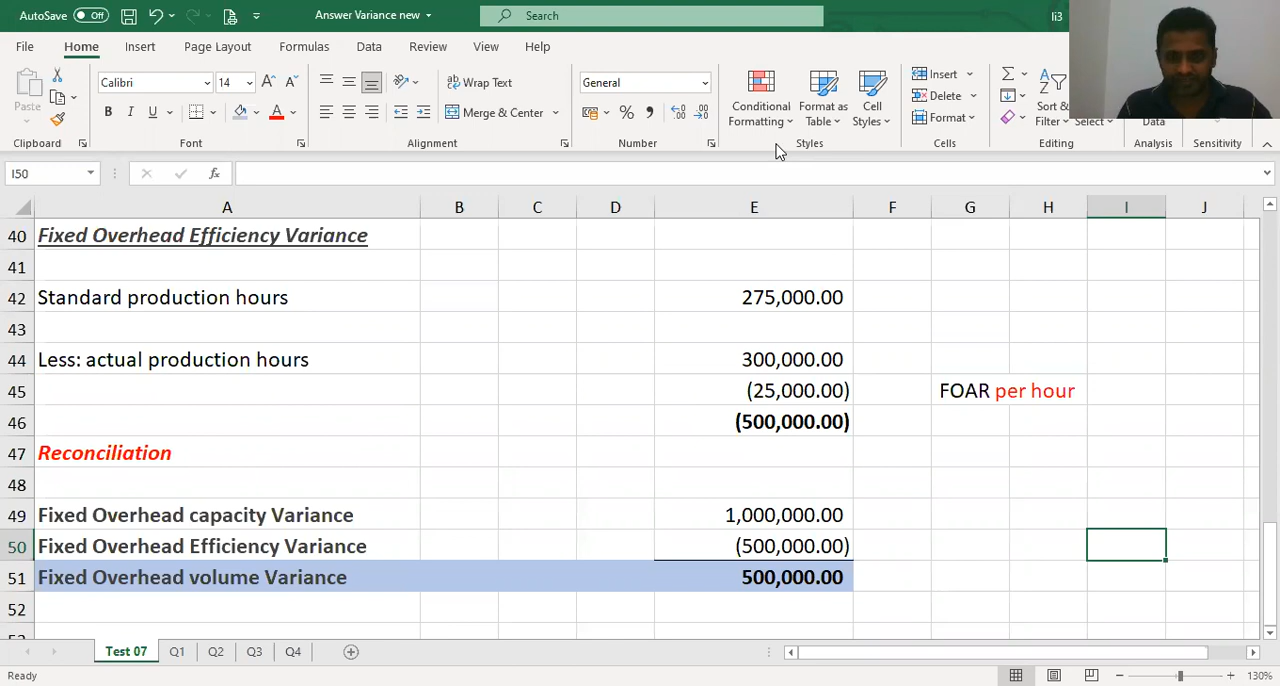 AutoSave Off Answer Variance new Search li3
File Home Insert Page Layout Formulas Data Review View Help
Paste Calibri 14 A A Wrap Text General Conditional Format as Cell Insert Sort &
B I U A Merge & Center % Formatting Table Styles Delete Filter Select
Format Data
Clipboard Font Alignment Number Styles Cells Editing Analysis Sensitivity
I50 fx
A B C D E F G H I J
40 Fixed Overhead Efficiency Variance
41
42 Standard production hours 275,000.00
43
44 Less: actual production hours 300,000.00
45 (25,000.00) FOAR per hour
46 (500,000.00)
47 Reconciliation
48
49 Fixed Overhead capacity Variance 1,000,000.00
50 Fixed Overhead Efficiency Variance (500,000.00)
51 Fixed Overhead volume Variance 500,000.00
52
Test 07 Q1 Q2 Q3 Q4
Ready 130%